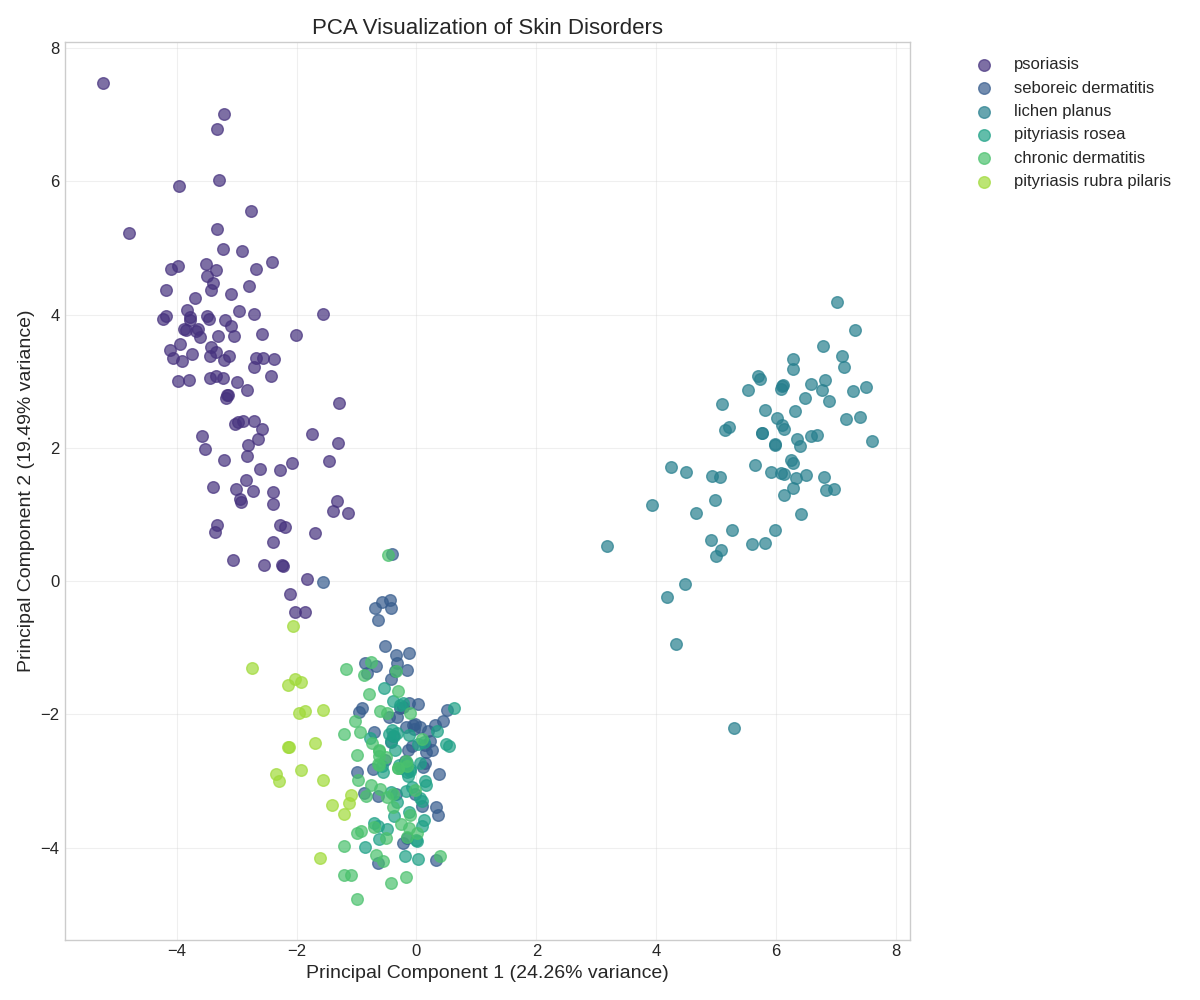 PCA Visualization of Skin Disorders
psoriasis
seboreic dermatitis
lichen planus
pityriasis rosea
chronic dermatitis
pityriasis rubra pilaris
Principal Component 2 (19.49% variance)
8
6
4
2
0
−2
−4
−4
−2
0
2
4
6
8
Principal Component 1 (24.26% variance)